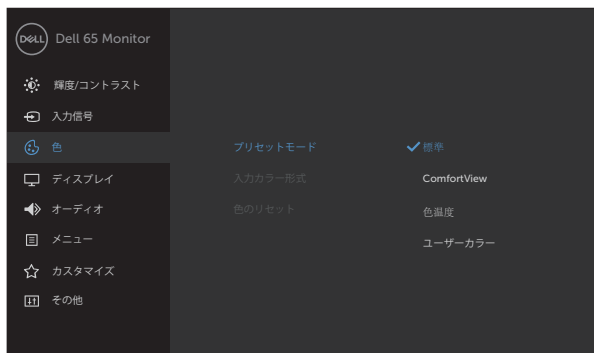 DELL Dell 65 Monitor
輝度/コントラスト
入力信号
色
プリセットモード
✓標準
ディスプレイ
入力カラー形式
ComfortView
オーディオ
色のリセット
色温度
メニュー
ユーザーカラー
カスタマイズ
その他